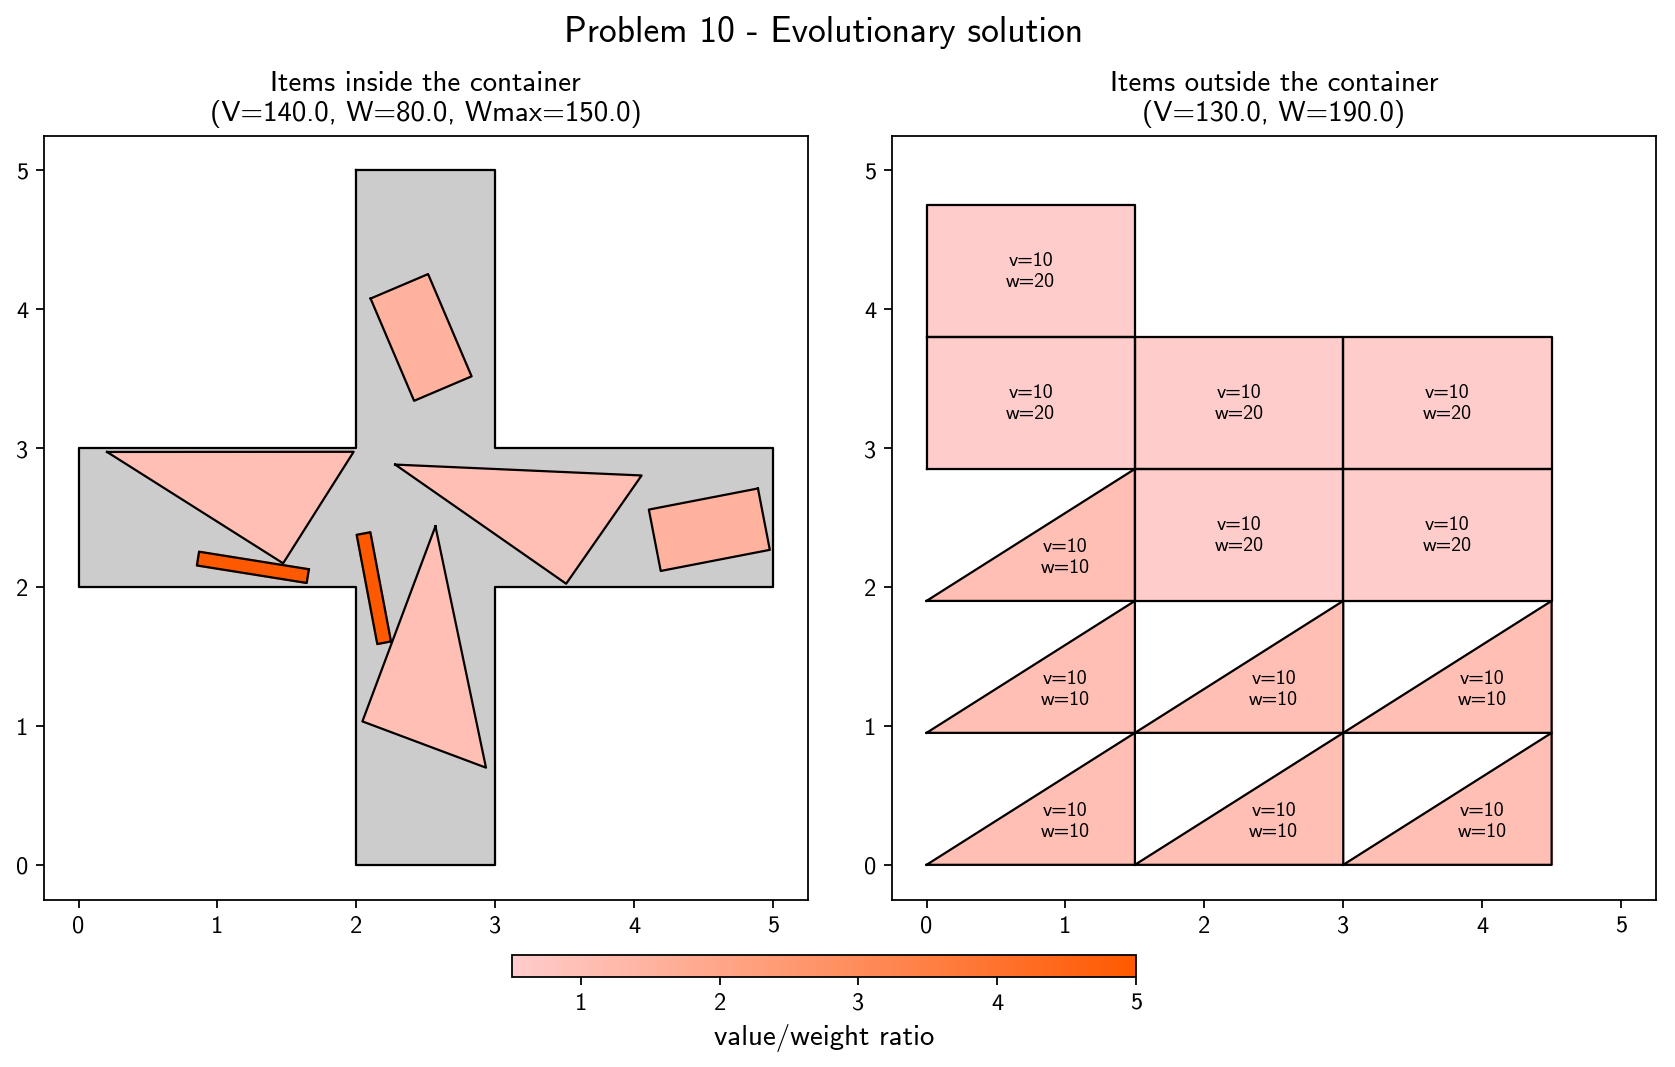 Problem 10 - Evolutionary solution
Items inside the container
(V=140.0, W=80.0, Wmax=150.0)
5
4
3
2
1
0
0 1 2 3 4 5
Items outside the container
(V=130.0, W=190.0)
5
4
3
2
1
0
v=10
w=20
v=10 v=10 v=10
w=20 w=20 w=20
v=10 v=10
w=20 w=20
v=10
w=10
v=10 v=10 v=10
w=10 w=10 w=10
v=10 v=10 v=10
w=10 w=10 w=10
0 1 2 3 4 5
1 2 3 4 5
value/weight ratio